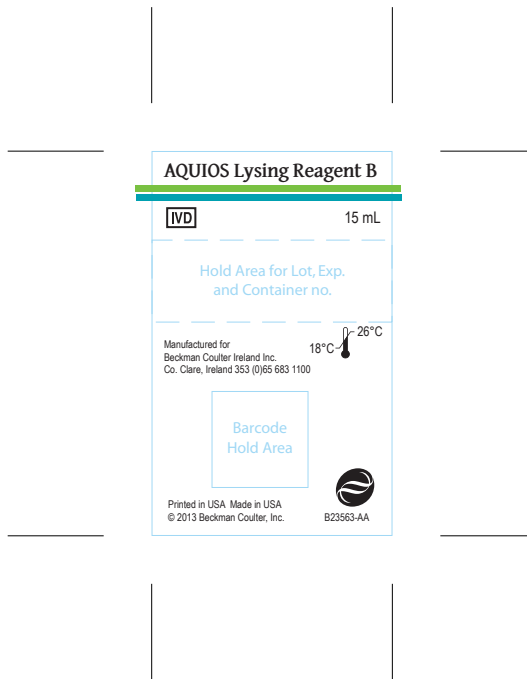 AQUIOS Lysing Reagent B
IVD 15 mL
Hold Area for Lot, Exp.
and Container no.
26°C
18°C
Manufactured for
Beckman Coulter Ireland Inc.
Co. Clare, Ireland 353 (0)65 683 1100
Barcode
Hold Area
Printed in USA Made in USA
© 2013 Beckman Coulter, Inc. B23563-AA